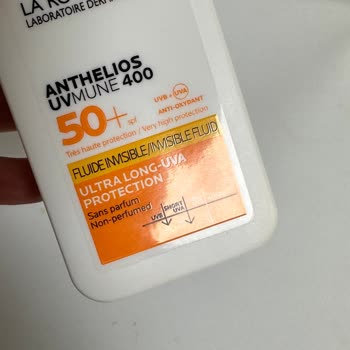 LABORATOIRE
ANTHELIOS
UVMUNE 400
50+ spf
UVB + UVA
ANTI-OXYDANT
Très haute protection / Very high protection
FLUIDE INVISIBLE/INVISIBLE FLUID
ULTRA LONG-UVA
PROTECTION
Sans parfum
Non-perfumed
UVB
SHORT
UVA